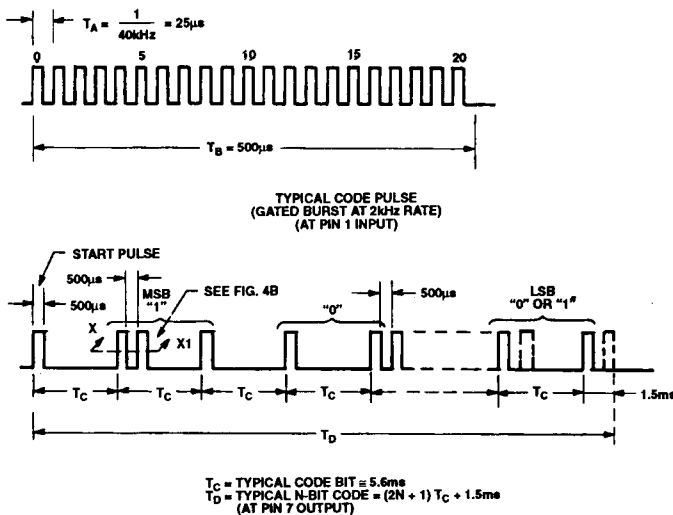 T_A = 1/40kHz = 25µs
0 5 10 15 20
T_B = 500µs
TYPICAL CODE PULSE
(GATED BURST AT 2kHz RATE)
(AT PIN 1 INPUT)
START PULSE
500µs MSB "1" SEE FIG. 4B "0" 500µs LSB "0" OR "1"
500µs
X X1
T_C T_C T_C T_C T_C 1.5ms
T_D
T_C = TYPICAL CODE BIT ≅ 5.6ms
T_D = TYPICAL N-BIT CODE = (2N + 1) T_C + 1.5ms
(AT PIN 7 OUTPUT)